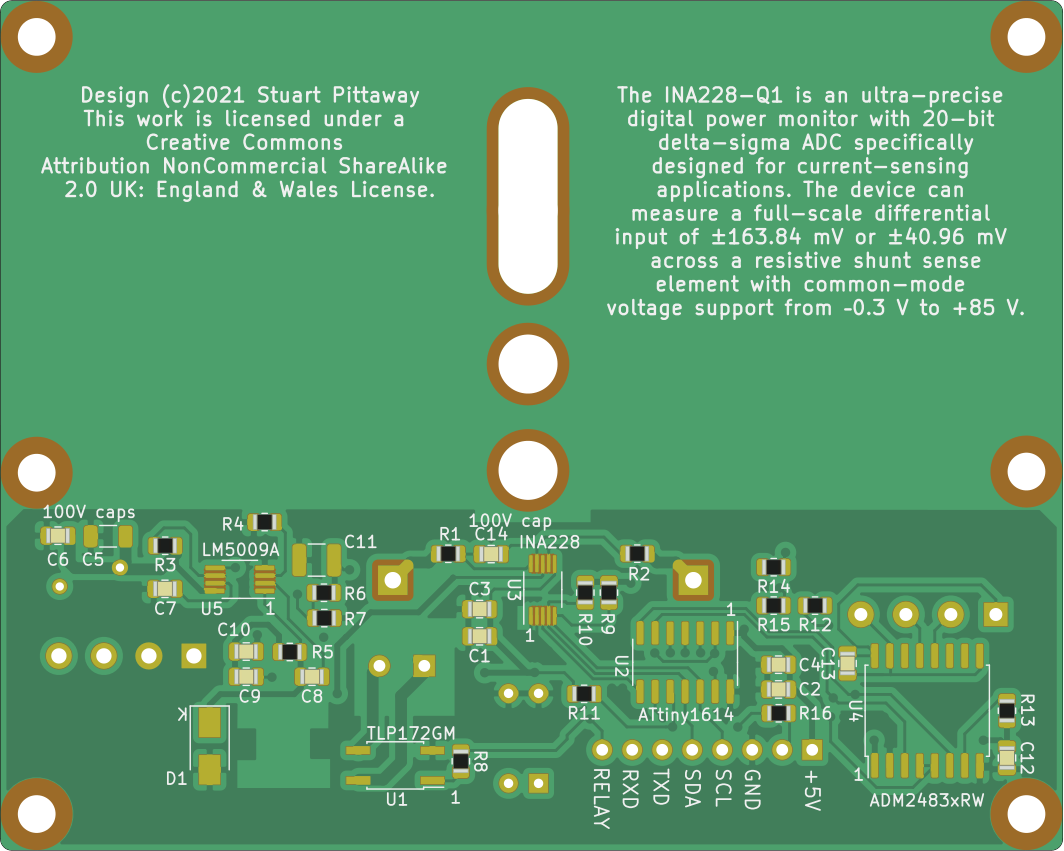 Design (c)2021 Stuart Pittaway
This work is licensed under a
Creative Commons
Attribution NonCommercial ShareAlike
2.0 UK: England & Wales License.
The INA228-Q1 is an ultra-precise
digital power monitor with 20-bit
delta-sigma ADC specifically
designed for current-sensing
applications. The device can
measure a full-scale differential
input of ±163.84 mV or ±40.96 mV
across a resistive shunt sense
element with common-mode
voltage support from -0.3 V to +85 V.
100V caps
C6
C5
R4
R3
LM5009A
C11
C7
U5
1
R6
R7
C10
R5
C9
C8
K
D1
100V cap
R1
C14
INA228
U3
R2
C3
C1
1
R10
R9
R11
TLP172GM
R8
U1
1
U2
1
ATtiny1614
R14
R15
R12
C4
C13
C2
R16
U4
1
ADM2483xRW
R13
C12
RELAY
RXD
TXD
SDA
SCL
GND
+5V